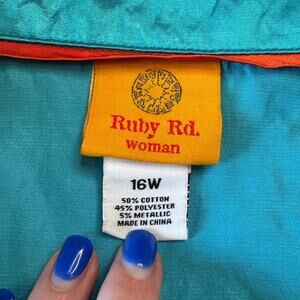 Ruby Rd.
woman
16W
50% COTTON
45% POLYESTER
5% METALLIC
MADE IN CHINA